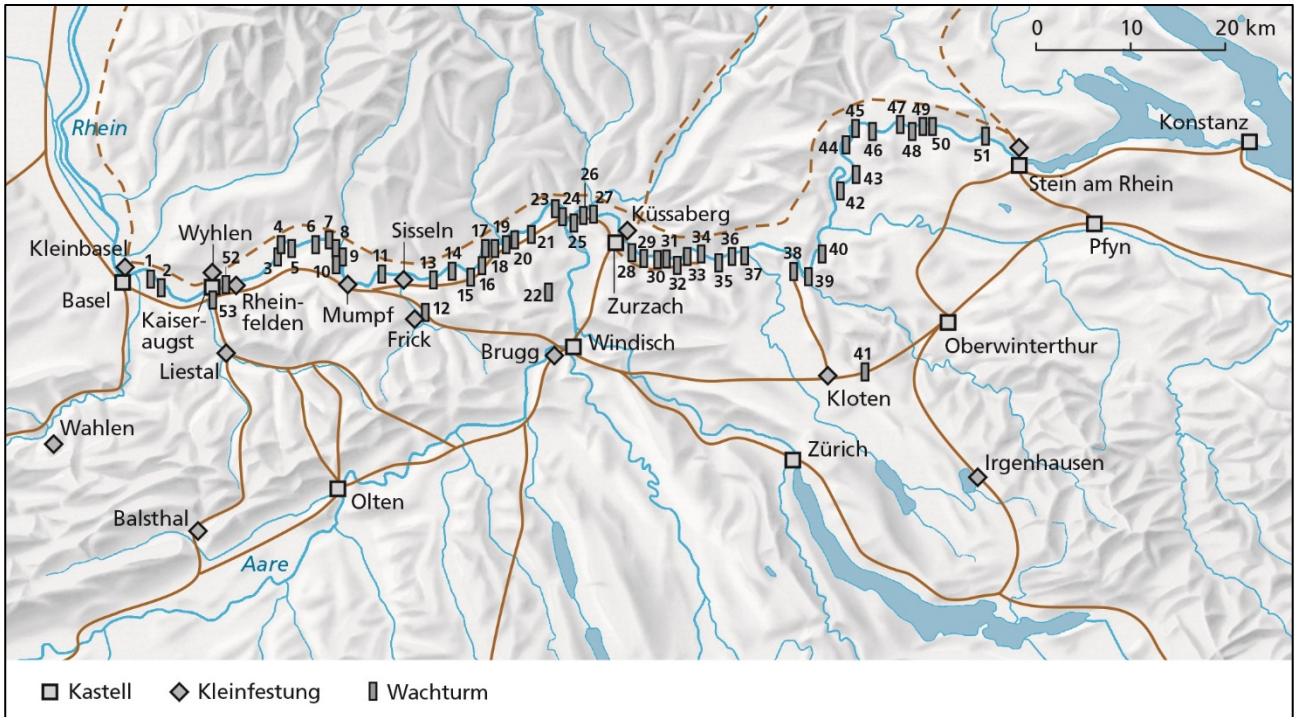 0 10 20 km
Rhein
Konstanz
45 47 49
44 46 48 50 51
Stein am Rhein
43
42
26
23 24 27
25
Küssaberg
Pfyn
Wyhlen
Sisseln
Kleinbasel
4 6 7 8
17 19
21
20
29 31 34 36
38 40
1 2
52
3 5
10 9
11
13 14
15 16
18
28 30 32 33 35 37
39
Basel
53
Kaiser-
augst
Rhein-
felden
Mumpf
12
Frick
22
Zurzach
Liestal
Brugg
Windisch
41
Oberwinterthur
Kloten
Wahlen
Zürich
Irgenhausen
Olten
Balsthal
Aare
Kastell Kleinfestung Wachturm